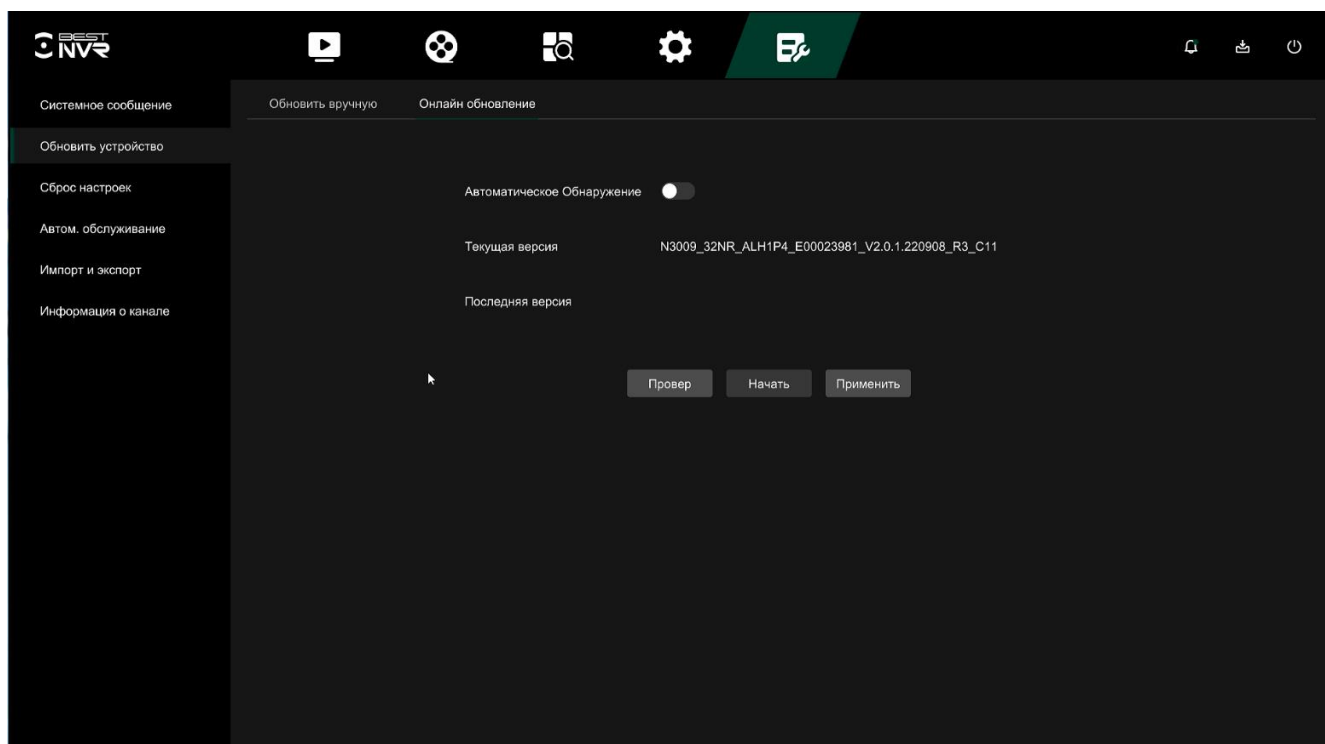 BEST
NVR
Системное сообщение
Обновить устройство
Сброс настроек
Автом. обслуживание
Импорт и экспорт
Информация о канале
Обновить вручную Онлайн обновление
Автоматическое Обнаружение
Текущая версия N3009_32NR_ALH1P4_E00023981_V2.0.1.220908_R3_C11
Последняя версия
Провер Начать Применить